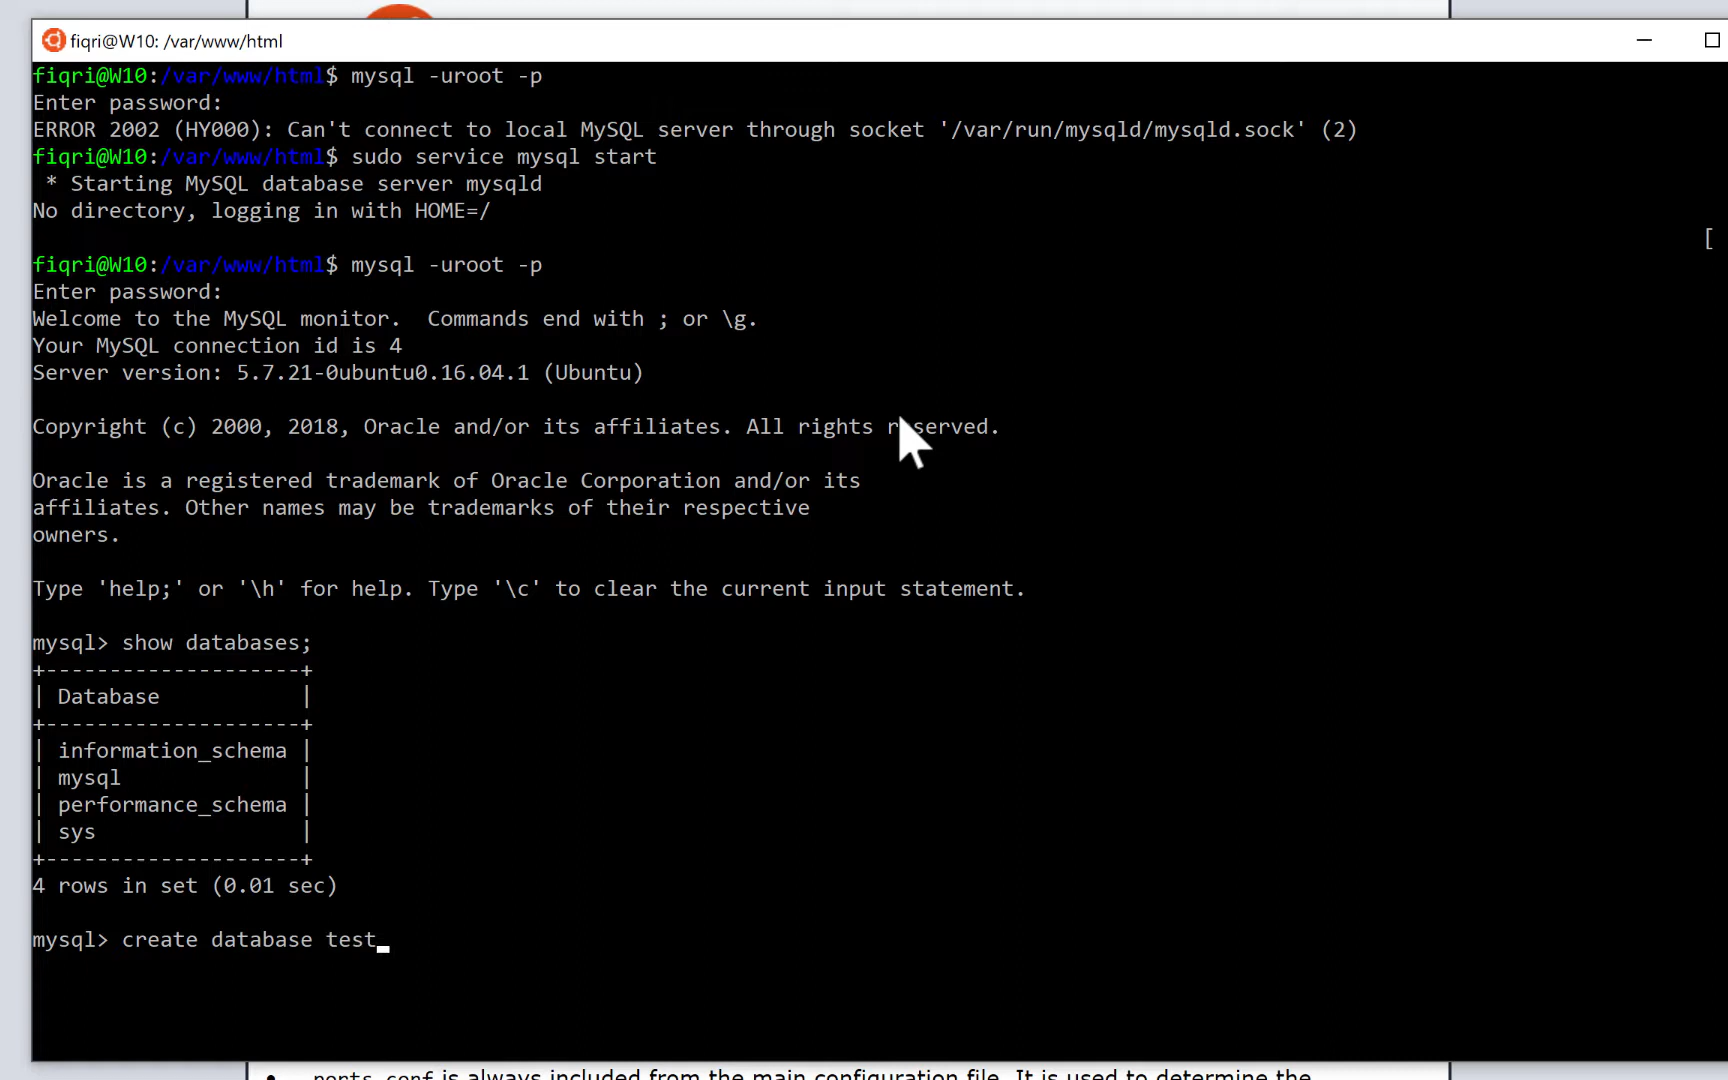 fiqri@W10: /var/www/html
fiqri@W10:/var/www/html$ mysql -uroot -p
Enter password:
ERROR 2002 (HY000): Can't connect to local MySQL server through socket '/var/run/mysqld/mysqld.sock' (2)
fiqri@W10:/var/www/html$ sudo service mysql start
 * Starting MySQL database server mysqld
No directory, logging in with HOME=/
[
fiqri@W10:/var/www/html$ mysql -uroot -p
Enter password:
Welcome to the MySQL monitor.  Commands end with ; or \g.
Your MySQL connection id is 4
Server version: 5.7.21-0ubuntu0.16.04.1 (Ubuntu)
Copyright (c) 2000, 2018, Oracle and/or its affiliates. All rights reserved.
Oracle is a registered trademark of Oracle Corporation and/or its
affiliates. Other names may be trademarks of their respective
owners.
Type 'help;' or '\h' for help. Type '\c' to clear the current input statement.
mysql> show databases;
+--------------------+
| Database           |
+--------------------+
| information_schema |
| mysql              |
| performance_schema |
| sys                |
+--------------------+
4 rows in set (0.01 sec)
mysql> create database test_
ports.conf is always included from the main configuration file. It is used to determine the